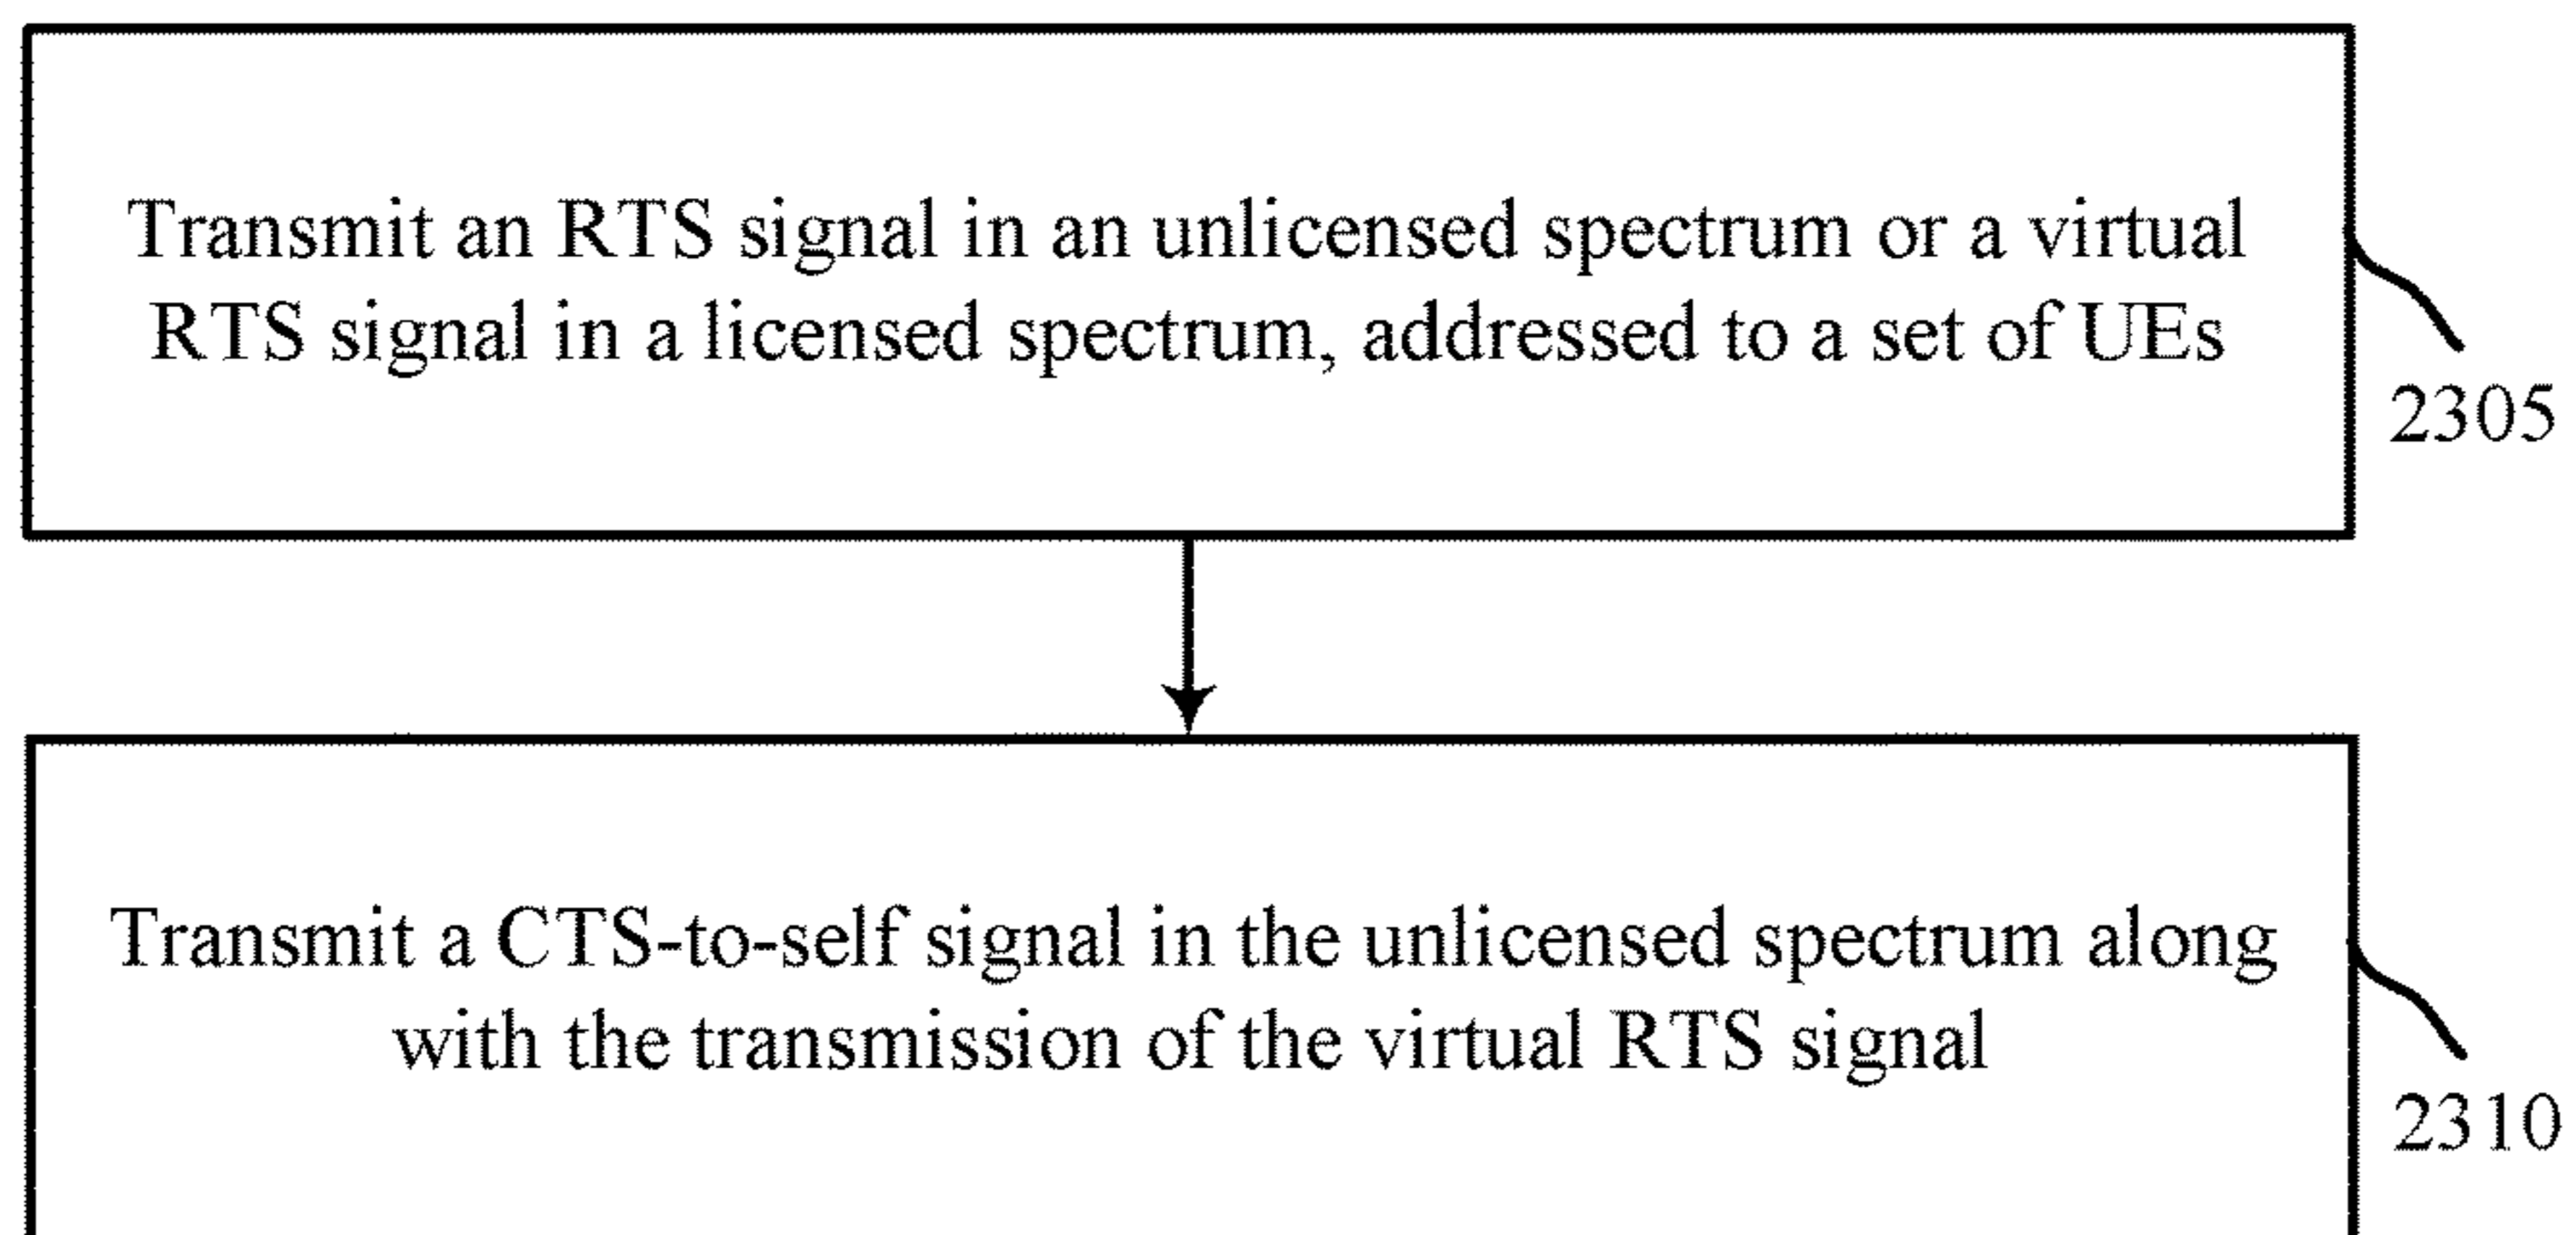 Transmit an RTS signal in an unlicensed spectrum or a virtual
RTS signal in a licensed spectrum, addressed to a set of UEs
2305
Transmit a CTS-to-self signal in the unlicensed spectrum along
with the transmission of the virtual RTS signal
2310